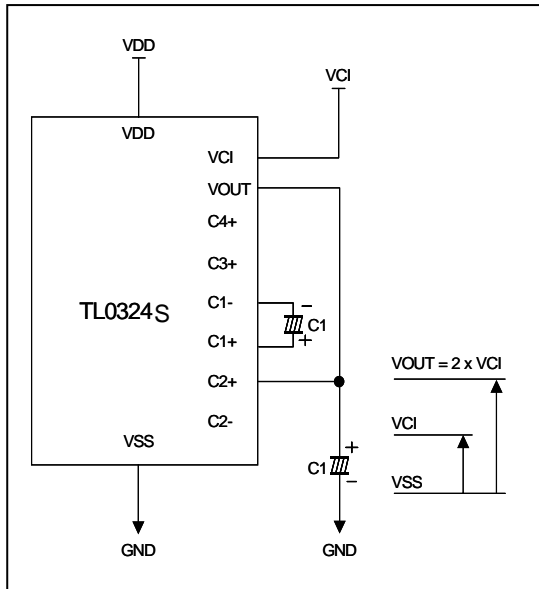 VDD
VCI
VDD
VCI
VOUT
C4+
C3+
C1-
-
TL0324S
C1
C1+
+
VOUT = 2 x VCI
C2+
VCI
C2-
+
VSS
C1
-
VSS
GND
GND